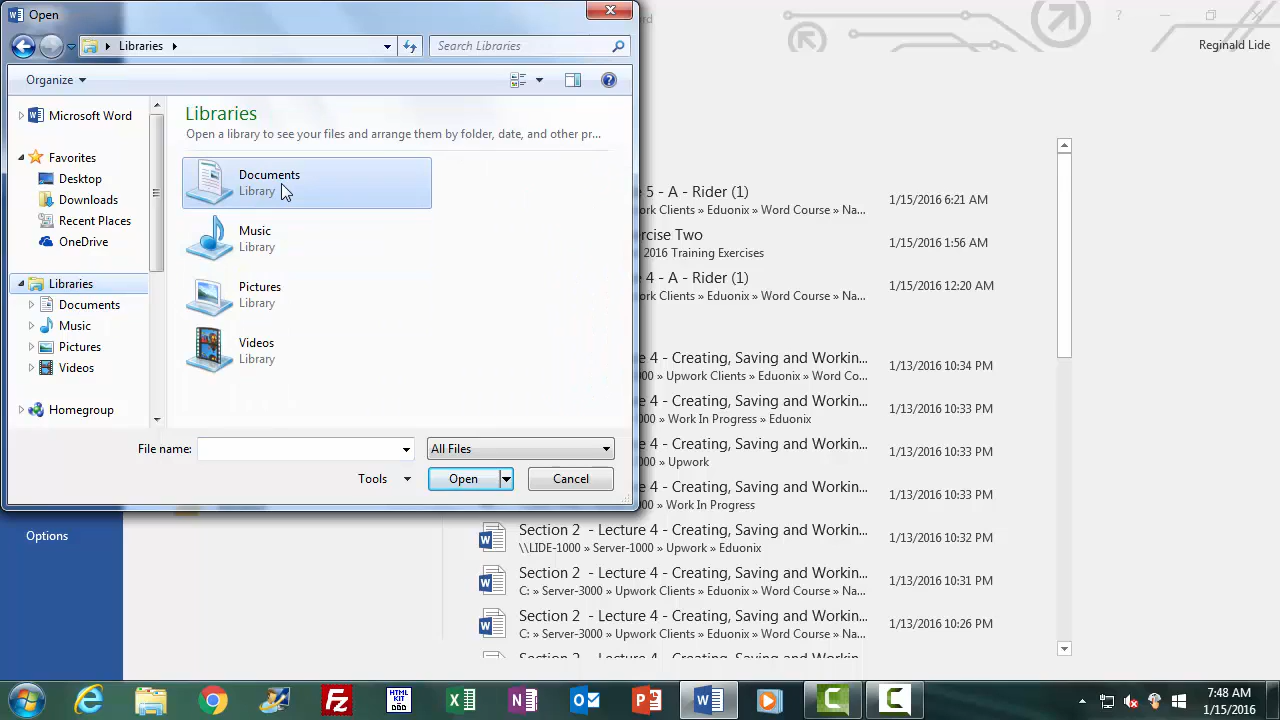 Open
Libraries
Search Libraries
Organize
Microsoft Word
Favorites
Desktop
Downloads
Recent Places
OneDrive
Libraries
Documents
Music
Pictures
Videos
Homegroup
Libraries
Open a library to see your files and arrange them by folder, date, and other pr...
Documents
Library
Music
Library
Pictures
Library
Videos
Library
File name:
All Files
Tools
Open
Cancel
Reginald Lide
5 - A - Rider (1)
1/15/2016 6:21 AM
ork Clients » Eduonix » Word Course » Na...
rcise Two
1/15/2016 1:56 AM
2016 Training Exercises
4 - A - Rider (1)
1/15/2016 12:20 AM
ork Clients » Eduonix » Word Course » Na...
4 - Creating, Saving and Workin...
1/13/2016 10:34 PM
00 » Upwork Clients » Eduonix » Word Co...
4 - Creating, Saving and Workin...
1/13/2016 10:33 PM
00 » Work In Progress » Eduonix
4 - Creating, Saving and Workin...
1/13/2016 10:33 PM
00 » Upwork
4 - Creating, Saving and Workin...
1/13/2016 10:33 PM
00 » Work In Progress
Section 2 - Lecture 4 - Creating, Saving and Workin...
1/13/2016 10:32 PM
\\LIDE-1000 » Server-1000 » Upwork » Eduonix
Section 2 - Lecture 4 - Creating, Saving and Workin...
1/13/2016 10:31 PM
C: » Server-3000 » Upwork Clients » Eduonix » Word Course » Na...
Section 2 - Lecture 4 - Creating, Saving and Workin...
1/13/2016 10:26 PM
C: » Server-3000 » Upwork Clients » Eduonix » Word Course » Na...
Options
HTML
KIT
7:48 AM
1/15/2016